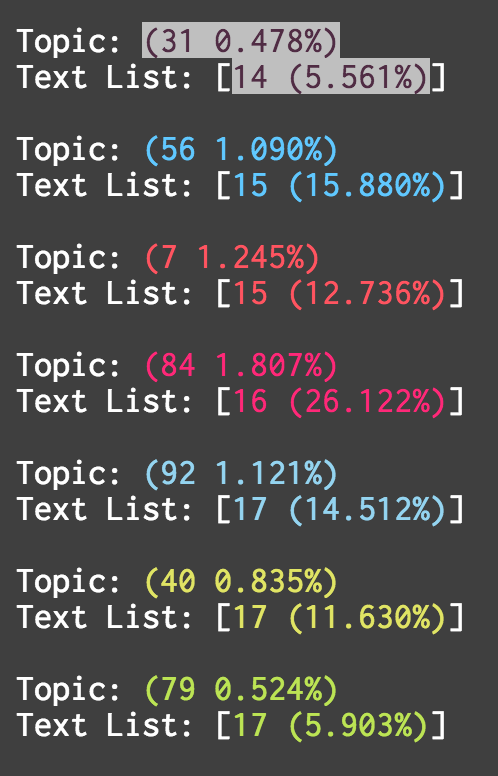 Topic: (31 0.478%)
Text List: [14 (5.561%)]
Topic: (56 1.090%)
Text List: [15 (15.880%)]
Topic: (7 1.245%)
Text List: [15 (12.736%)]
Topic: (84 1.807%)
Text List: [16 (26.122%)]
Topic: (92 1.121%)
Text List: [17 (14.512%)]
Topic: (40 0.835%)
Text List: [17 (11.630%)]
Topic: (79 0.524%)
Text List: [17 (5.903%)]